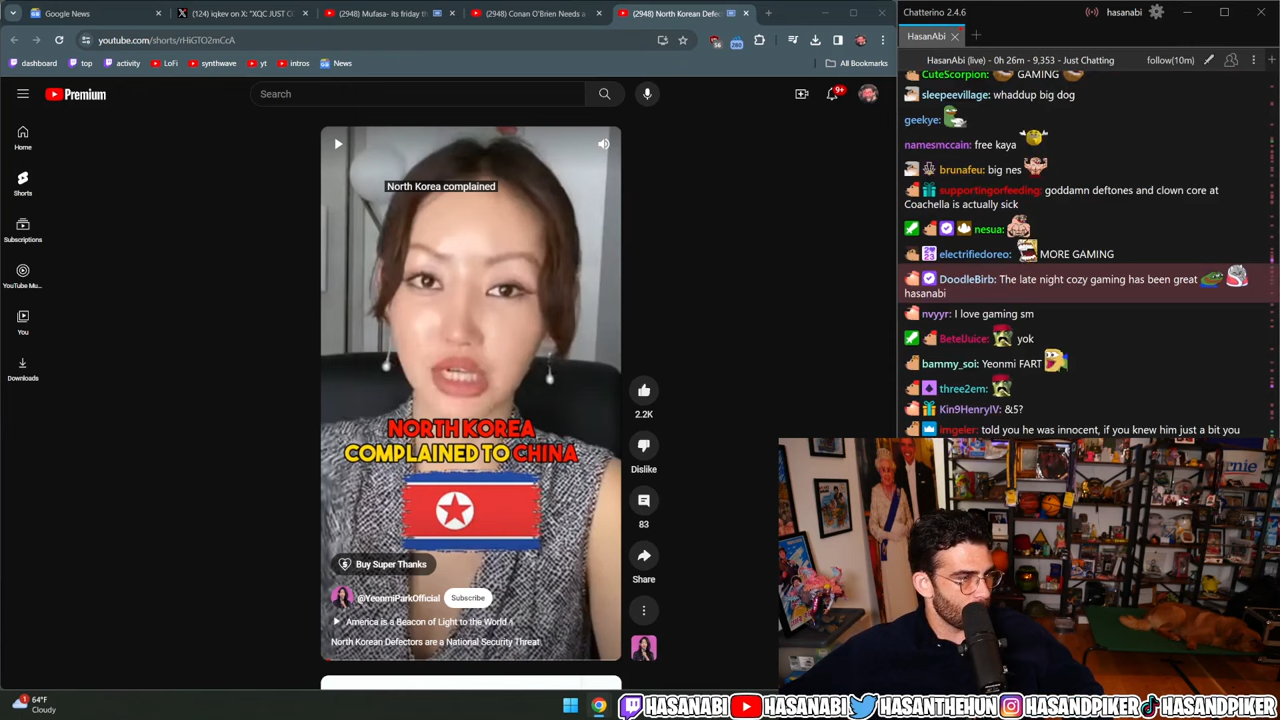 Google News
(124) iqkev on X: "XQC JUST CO
(2948) Mufasa- its friday th
(2948) Conan O'Brien Needs a
(2948) North Korean Defec
youtube.com/shorts/rHiGTO2mCcA
56
280
dashboard
top
activity
LoFi
synthwave
yt
intros
News
All Bookmarks
Premium
Search
9+
Home
Shorts
Subscriptions
YouTube Mu...
You
Downloads
North Korea complained
NORTH KOREA
COMPLAINED TO CHINA
Buy Super Thanks
@YeonmiParkOfficial
Subscribe
America is a Beacon of Light to the World
North Korean Defectors are a National Security Threat
2.2K
Dislike
83
Share
Chatterino 2.4.6
hasanabi
HasanAbi
HasanAbi (live) - 0h 26m - 9,353 - Just Chatting
follow(10m)
CuteScorpion: GAMING
sleepeevillage: whaddup big dog
geekye:
namesmccain: free kaya
brunafeu: big nes
supportingorfeeding: goddamn deftones and clown core at
Coachella is actually sick
nesua:
electrifiedoreo: MORE GAMING
DoodleBirb: The late night cozy gaming has been great
hasanabi
nvyyr: I love gaming sm
BetelJuice: yok
bammy_soi: Yeonmi FART
three2em:
Kin9HenryIV: &5?
imgeler: told you he was innocent, if you knew him just a bit you
ernie
1
64°F
Cloudy
HASANABI
HASANABI
HASANTHEHUN
HASANDPIKER
HASANDPIKER